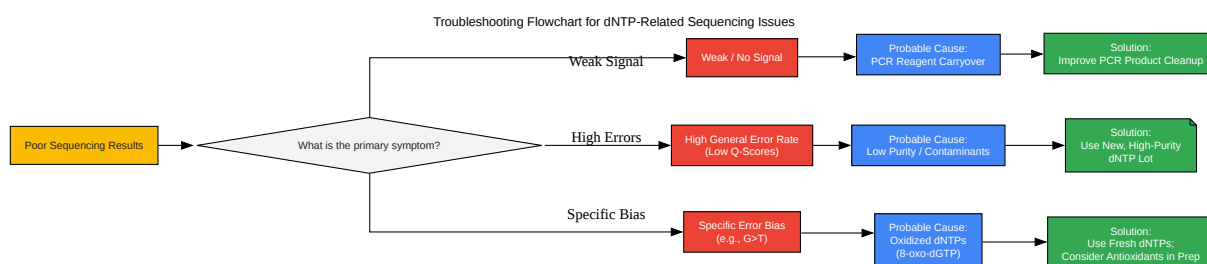 Troubleshooting Flowchart for dNTP-Related Sequencing Issues
Poor Sequencing Results
What is the primary symptom?
Weak Signal
Weak / No Signal
Probable Cause:
PCR Reagent Carryover
Solution:
Improve PCR Product Cleanup
High Errors
High General Error Rate
(Low Q-Scores)
Probable Cause:
Low Purity / Contaminants
Solution:
Use New, High-Purity
dNTP Lot
Specific Bias
Specific Error Bias
(e.g., G>T)
Probable Cause:
Oxidized dNTPs
(8-oxo-dGTP)
Solution:
Use Fresh dNTPs;
Consider Antioxidants in Prep